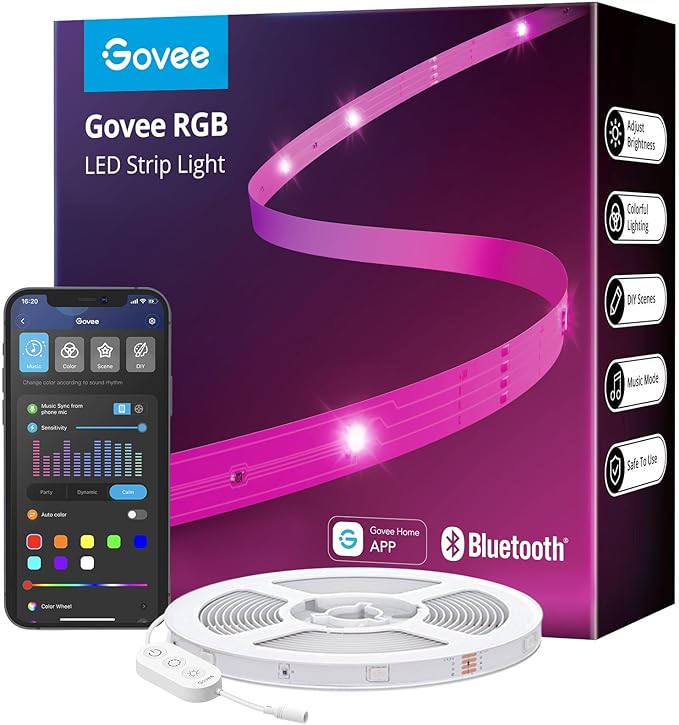 Govee
Govee RGB
LED Strip Light
Adjust
Brightness
Colorful
Lighting
DIY Scenes
Music Mode
Safe To Use
16:20
Govee
Music
Color
Scene
DIY
Change color according to sound rhythm
Music Sync from
phone mic
Sensitivity
Party
Dynamic
Calm
Auto color
Color Wheel
Govee Home
APP
Bluetooth®
GOVEE